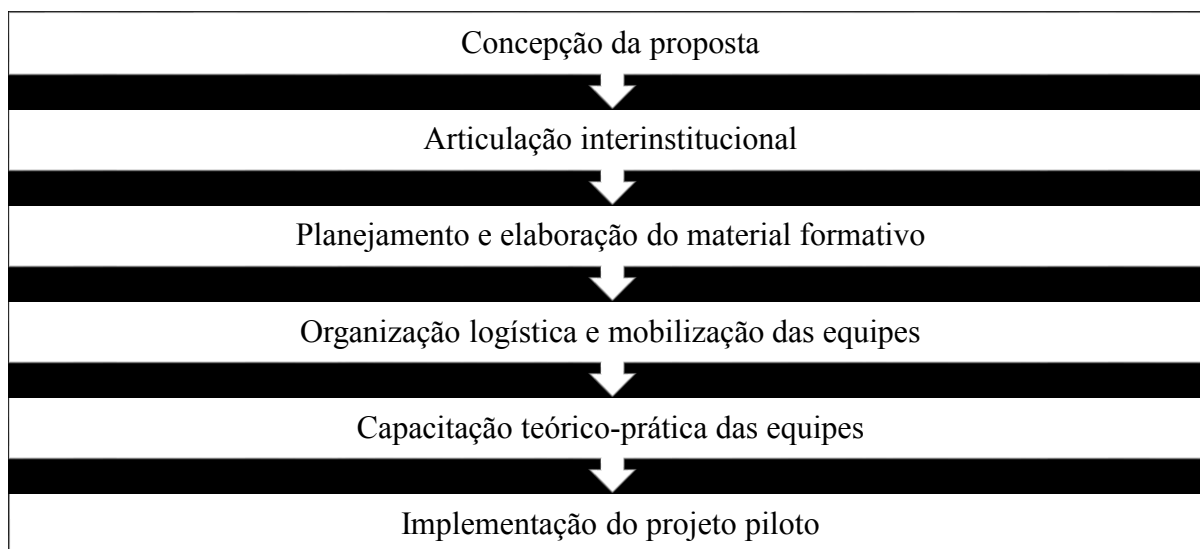 Concepção da proposta
Articulação interinstitucional
Planejamento e elaboração do material formativo
Organização logística e mobilização das equipes
Capacitação teórico-prática das equipes
Implementação do projeto piloto